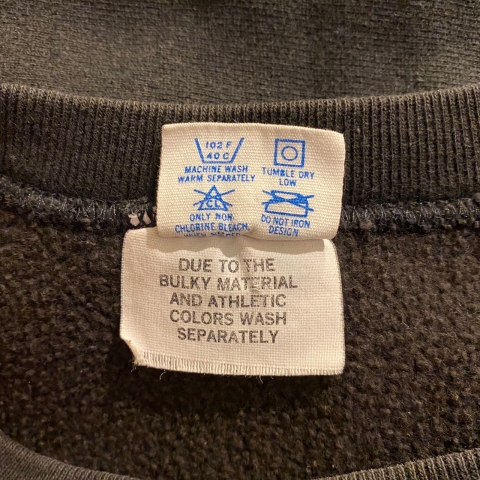 102 F
40 C
MACHINE WASH
WARM SEPARATELY
TUMBLE DRY
LOW
CL
ONLY NON
CHLORINE BLEACH,
DO NOT IRON
DESIGN
DUE TO THE
BULKY MATERIAL
AND ATHLETIC
COLORS WASH
SEPARATELY